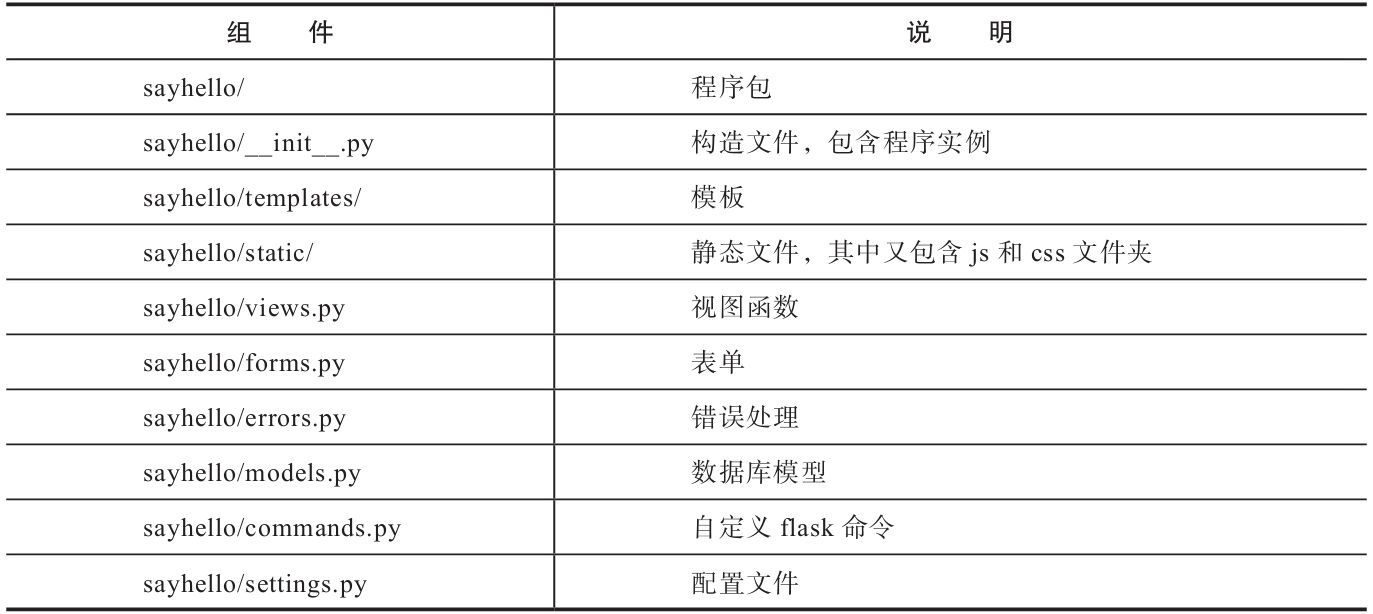 组 件 说 明
sayhello/ 程序包
sayhello/__init__.py 构造文件，包含程序实例
sayhello/templates/ 模板
sayhello/static/ 静态文件，其中又包含 js 和 css 文件夹
sayhello/views.py 视图函数
sayhello/forms.py 表单
sayhello/errors.py 错误处理
sayhello/models.py 数据库模型
sayhello/commands.py 自定义 flask 命令
sayhello/settings.py 配置文件